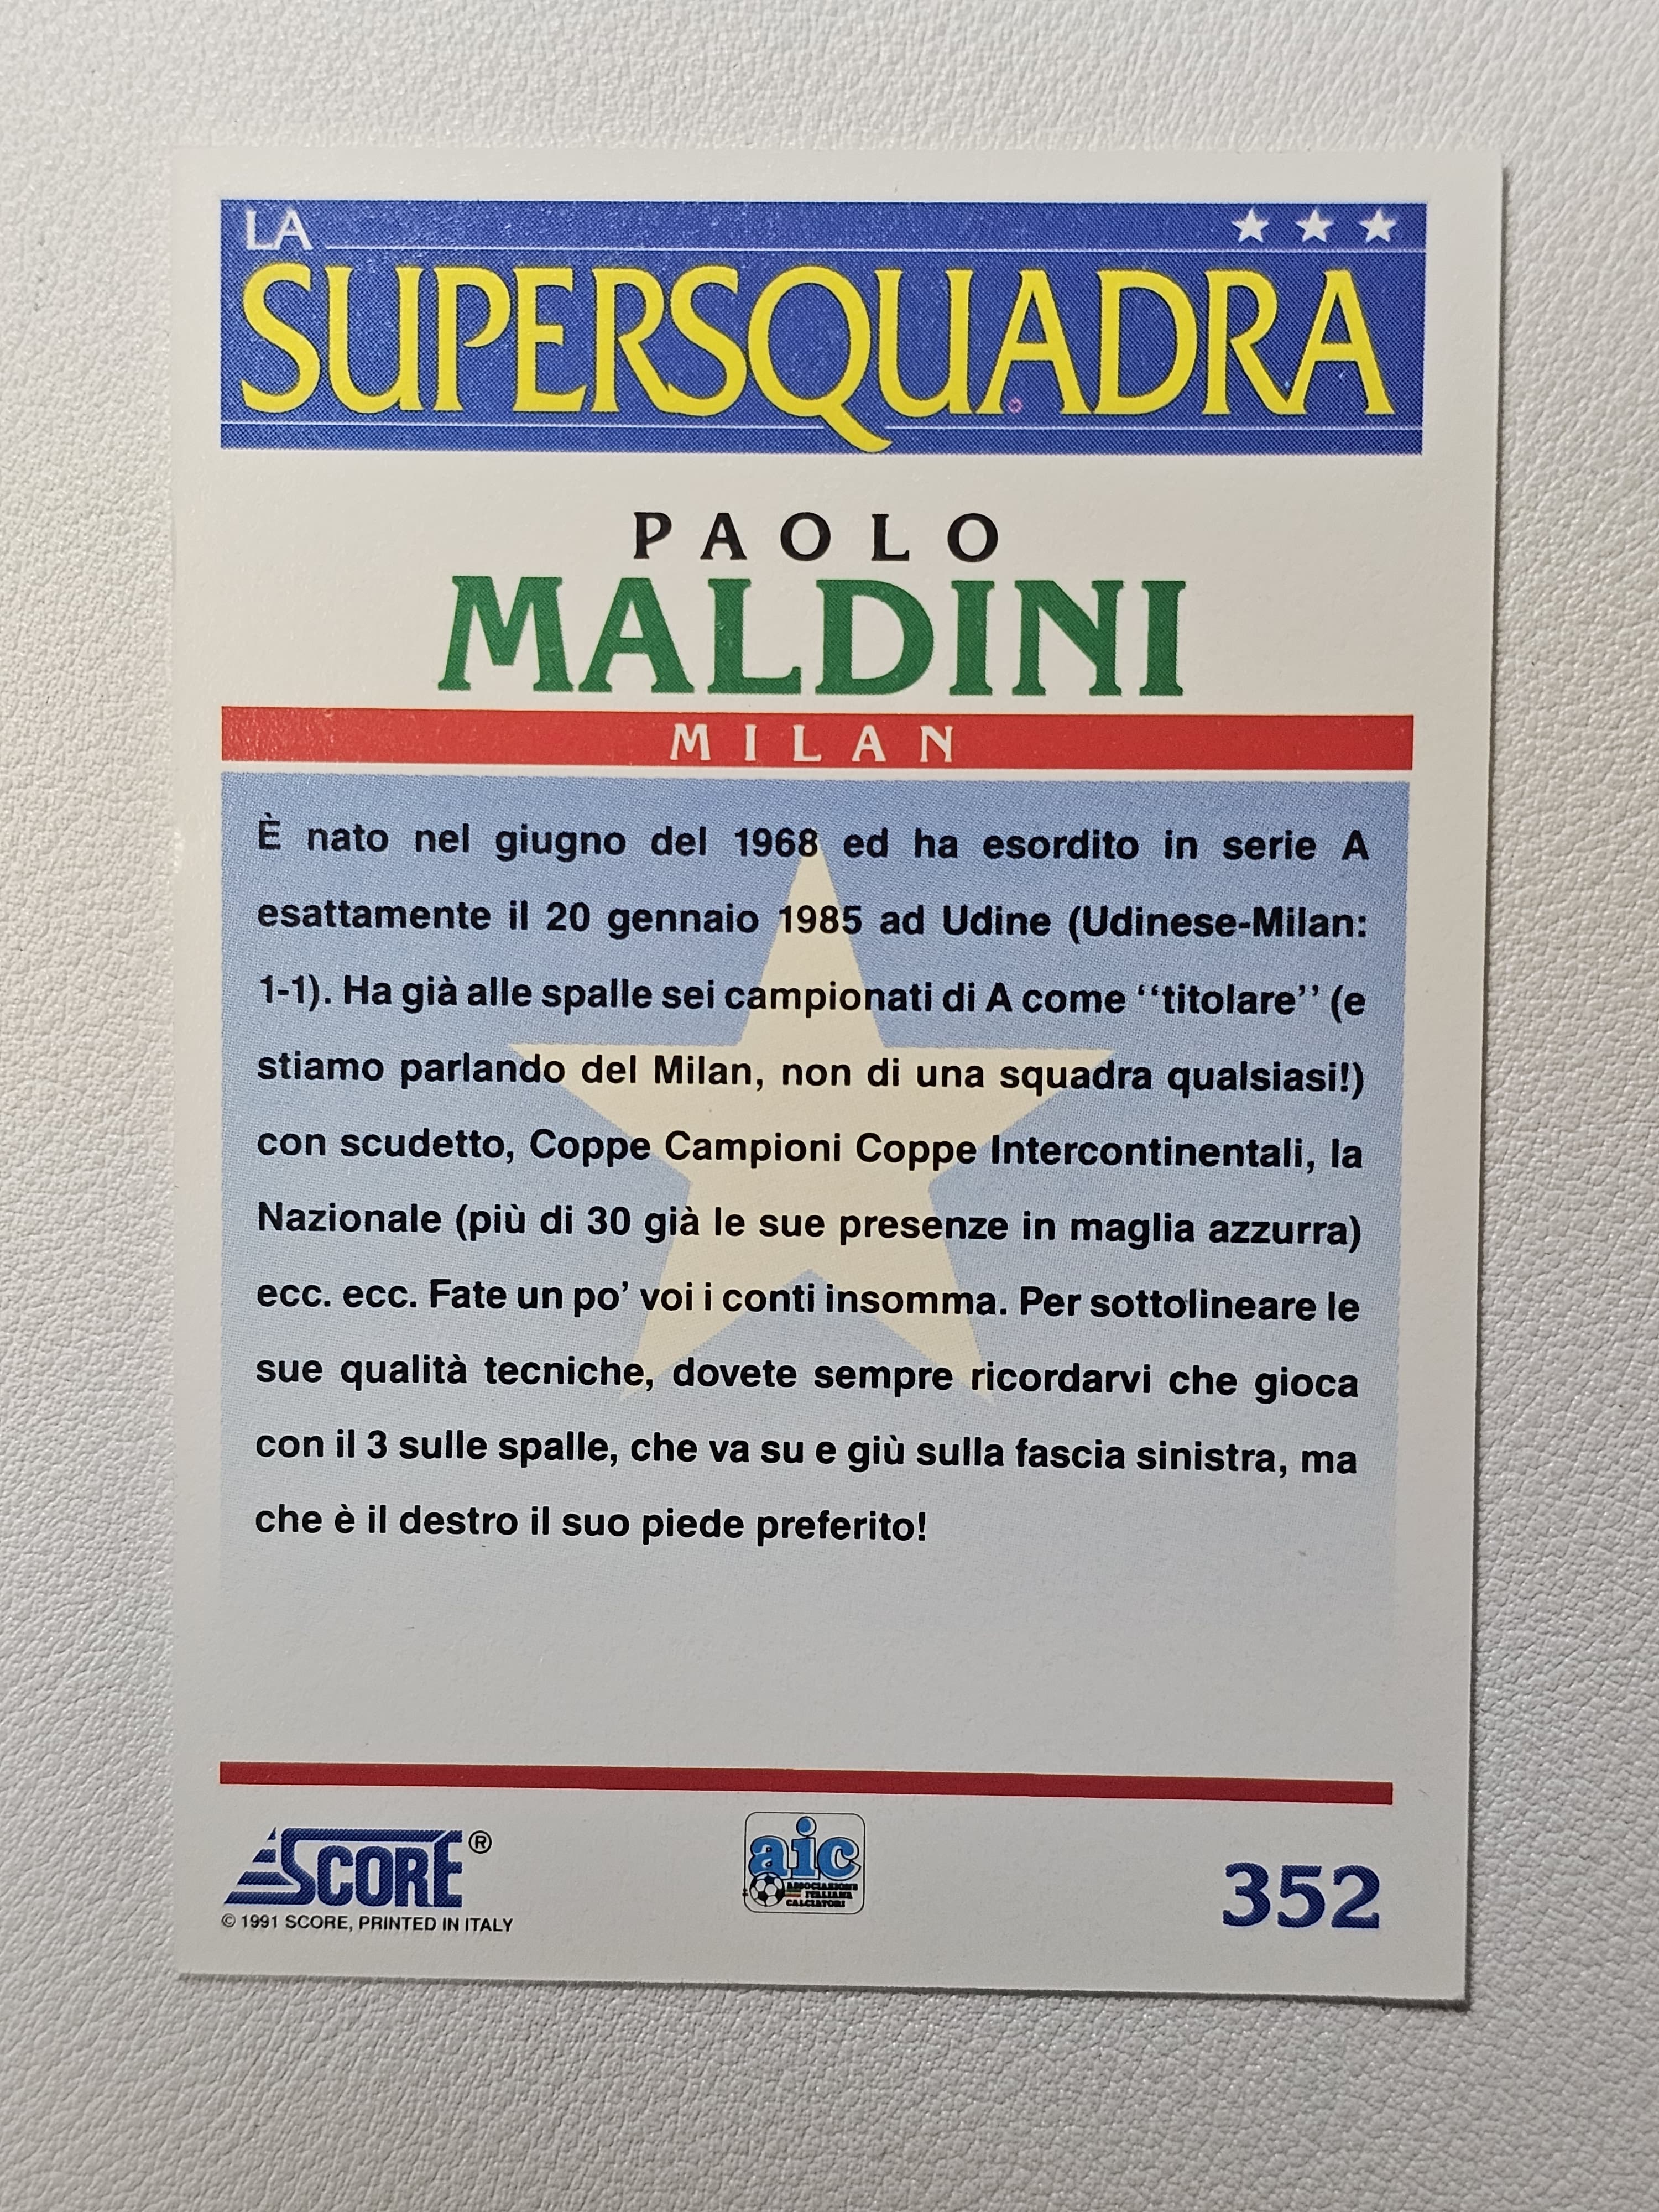 LA
SUPERSQUADRA
PAOLO
MALDINI
MILAN
È nato nel giugno del 1968 ed ha esordito in serie A
esattamente il 20 gennaio 1985 ad Udine (Udinese-Milan:
1-1). Ha già alle spalle sei campionati di A come ‘‘titolare’’ (e
stiamo parlando del Milan, non di una squadra qualsiasi!)
con scudetto, Coppe Campioni Coppe Intercontinentali, la
Nazionale (più di 30 già le sue presenze in maglia azzurra)
ecc. ecc. Fate un po’ voi i conti insomma. Per sottolineare le
sue qualità tecniche, dovete sempre ricordarvi che gioca
con il 3 sulle spalle, che va su e giù sulla fascia sinistra, ma
che è il destro il suo piede preferito!
SCORE®
© 1991 SCORE, PRINTED IN ITALY
aic
ASSOCIAZIONE
ITALIANA
CALCIATORI
352